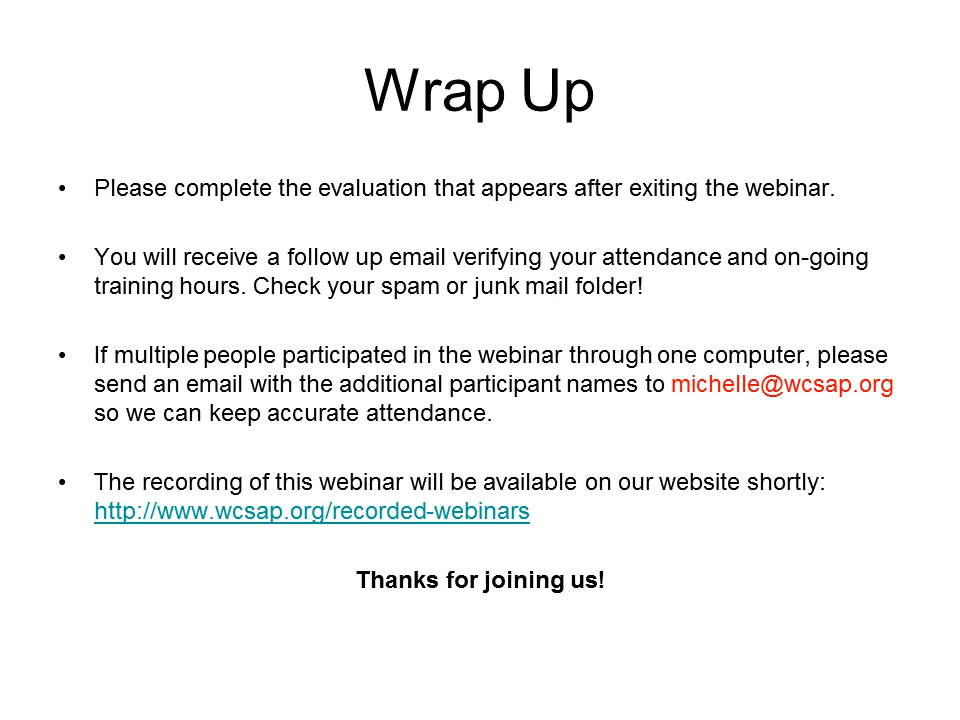 Wrap Up
• Please complete the evaluation that appears after exiting the webinar.
• You will receive a follow up email verifying your attendance and on-going
training hours. Check your spam or junk mail folder!
• If multiple people participated in the webinar through one computer, please
send an email with the additional participant names to michelle@wcsap.org
so we can keep accurate attendance.
• The recording of this webinar will be available on our website shortly:
http://www.wcsap.org/recorded-webinars
Thanks for joining us!